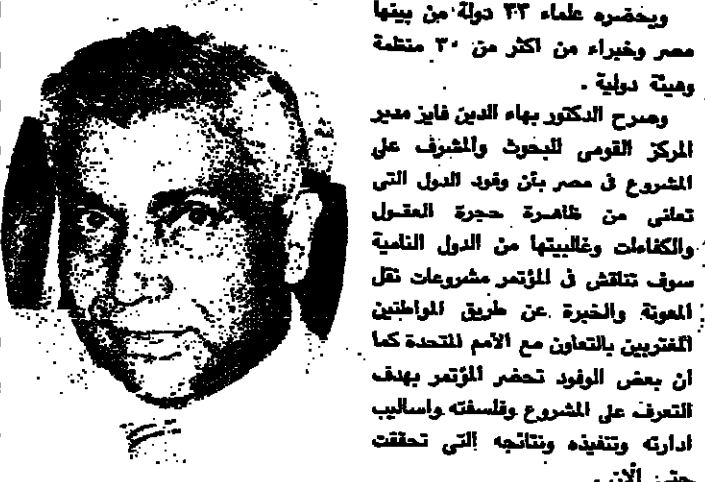 ويحضره علماء ٣٣ دولة من بينها
مصر وخبراء من اكثر من ٣٠ منظمة
وهيئة دولية .
وصرح الدكتور بهاء الدين فايز مدير
المركز القومى للبحوث والمشرف على
المشروع فى مصر بأن وفود الدول التى
تعانى من ظاهرة هجرة العقول
والكفاءات وغالبيتها من الدول النامية
سوف تناقش فى المؤتمر مشروعات نقل
المعونة والخبرة عن طريق المواطنين
المغتربين بالتعاون مع الأمم المتحدة كما
ان بعض الوفود تحضر المؤتمر بهدف
التعرف على المشروع وفلسفته واساليب
ادارته وتنفيذه ونتائجه التى تحققت
حتى الآن .